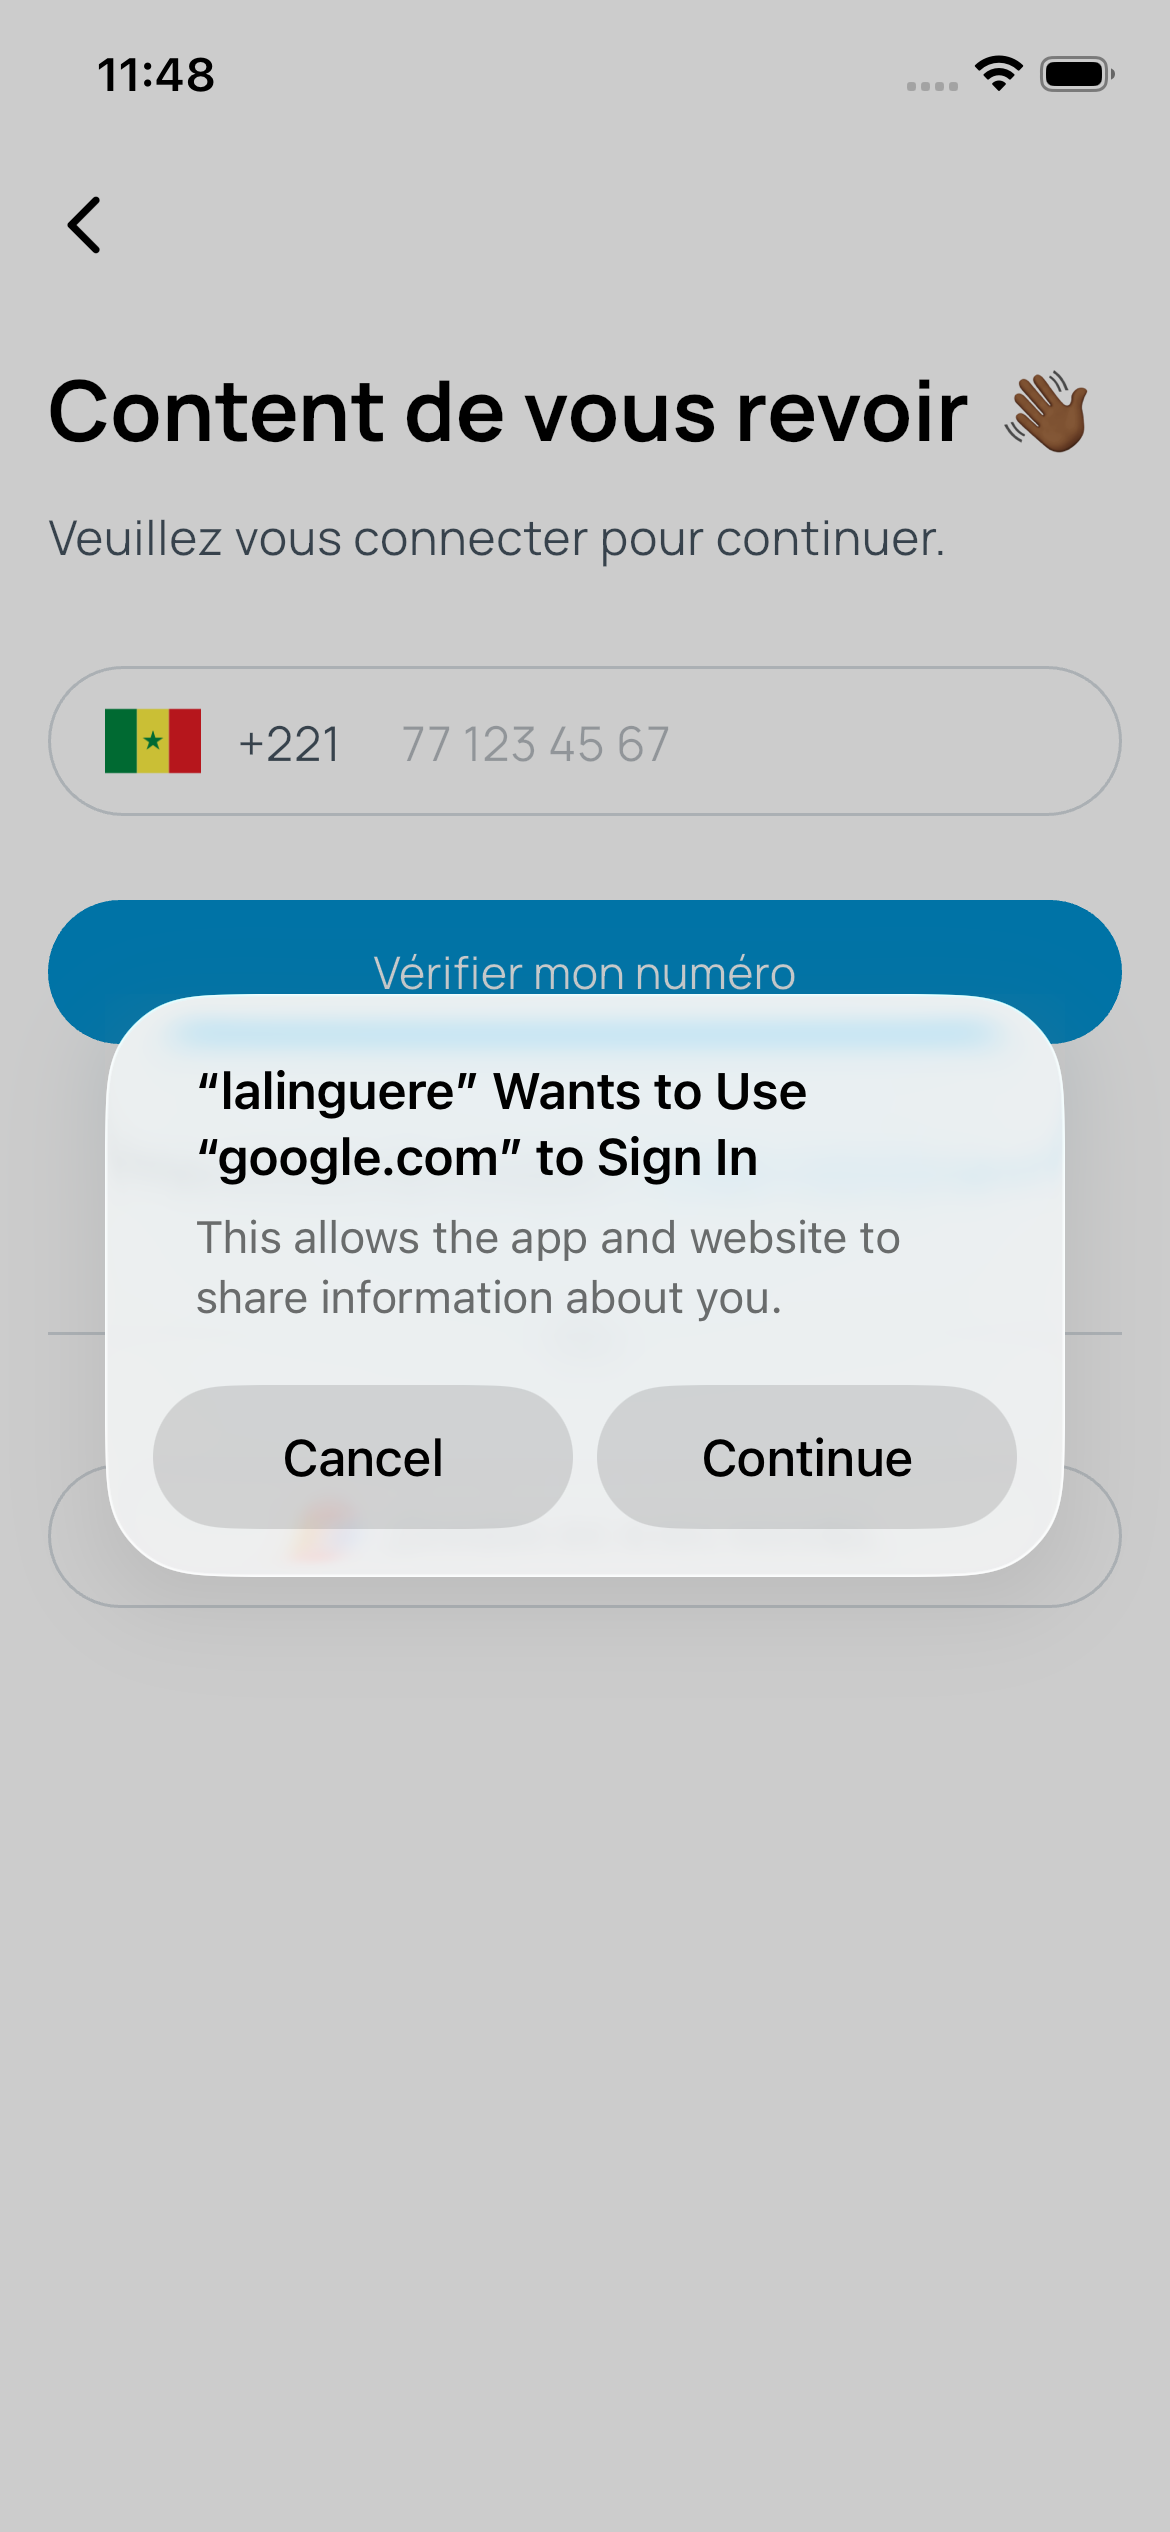 11:48
Content de vous revoir 👋🏾
Veuillez vous connecter pour continuer.
+221 77 123 45 67
Vérifier mon numéro
“lalinguere” Wants to Use
“google.com” to Sign In
This allows the app and website to
share information about you.
Cancel Continue